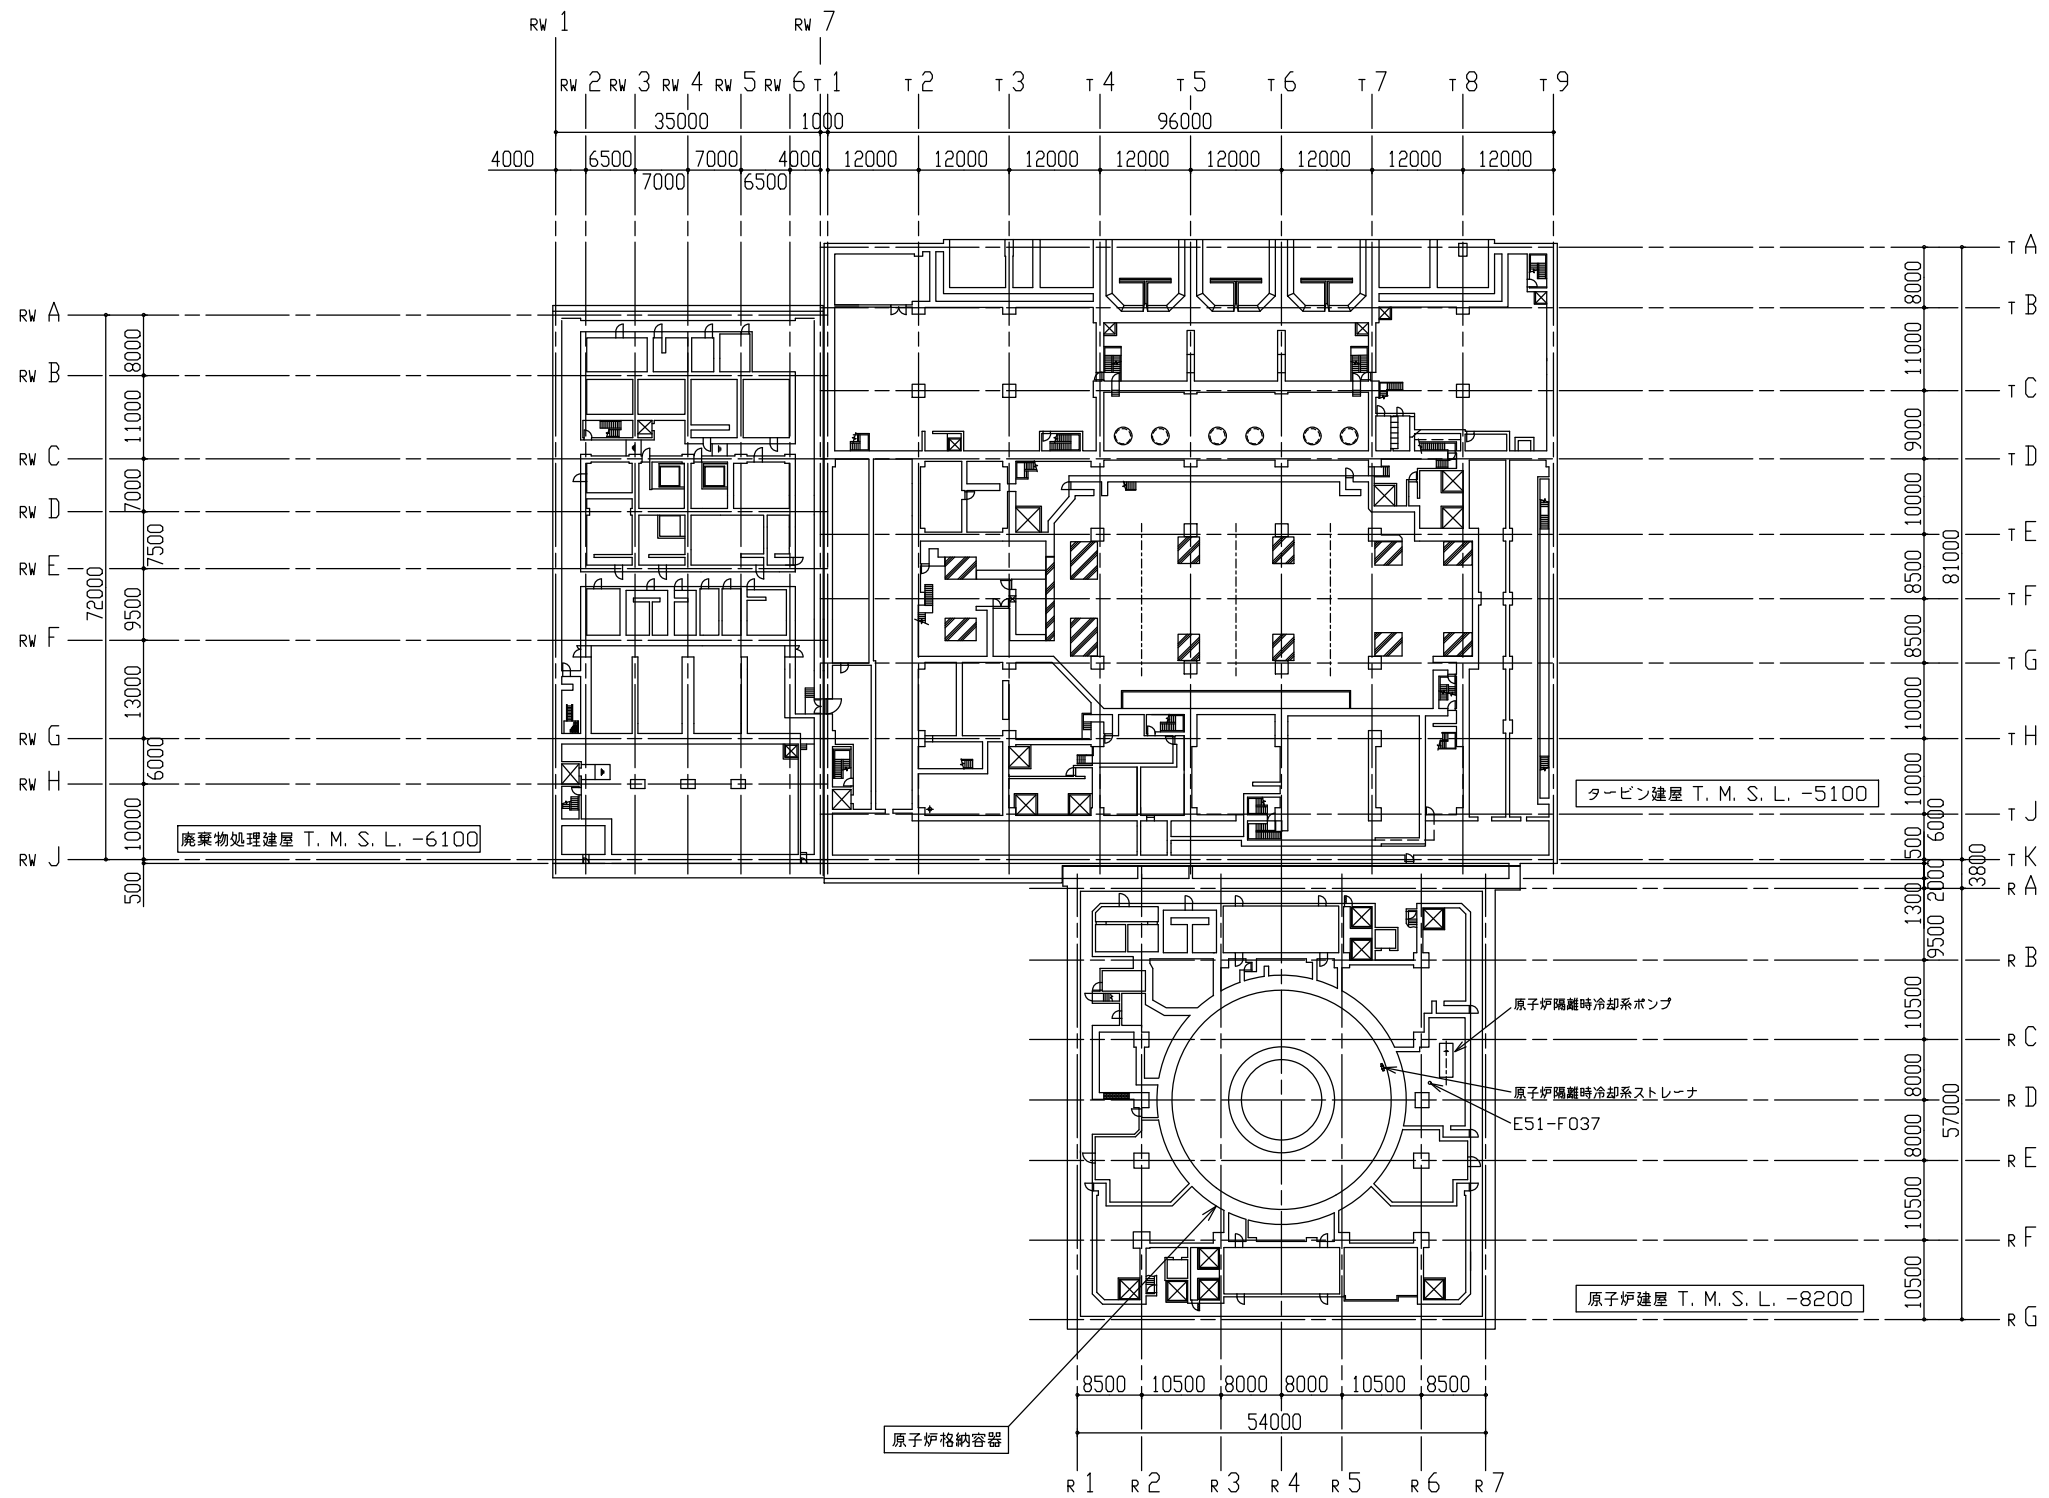 RW 1
RW 7
RW 2 RW 3 RW 4 RW 5 RW 6 T 1 T 2 T 3 T 4 T 5 T 6 T 7 T 8 T 9
35000 1000 96000
4000 6500 7000 4000 12000 12000 12000 12000 12000 12000 12000 12000
7000 6500
T A
8000
T B
RW A
8000
11000
RW B
T C
11000
9000
RW C
T D
7000
10000
RW D
T E
7500
8500
81000
RW E
72000
T F
9500
8500
RW F
T G
13000
10000
RW G
T H
6000
10000
RW H
タービン建屋 T. M. S. L. -5100
T J
10000
6000
廃棄物処理建屋 T. M. S. L. -6100
RW J
T K
500
500
2000
3800
R A
1300
9500
R B
原子炉隔離時冷却系ポンプ
10500
R C
8000
原子炉隔離時冷却系ストレーナ
R D
E51-F037
57000
8000
R E
10500
R F
原子炉建屋 T. M. S. L. -8200
10500
R G
8500 10500 8000 8000 10500 8500
54000
原子炉格納容器
R 1 R 2 R 3 R 4 R 5 R 6 R 7